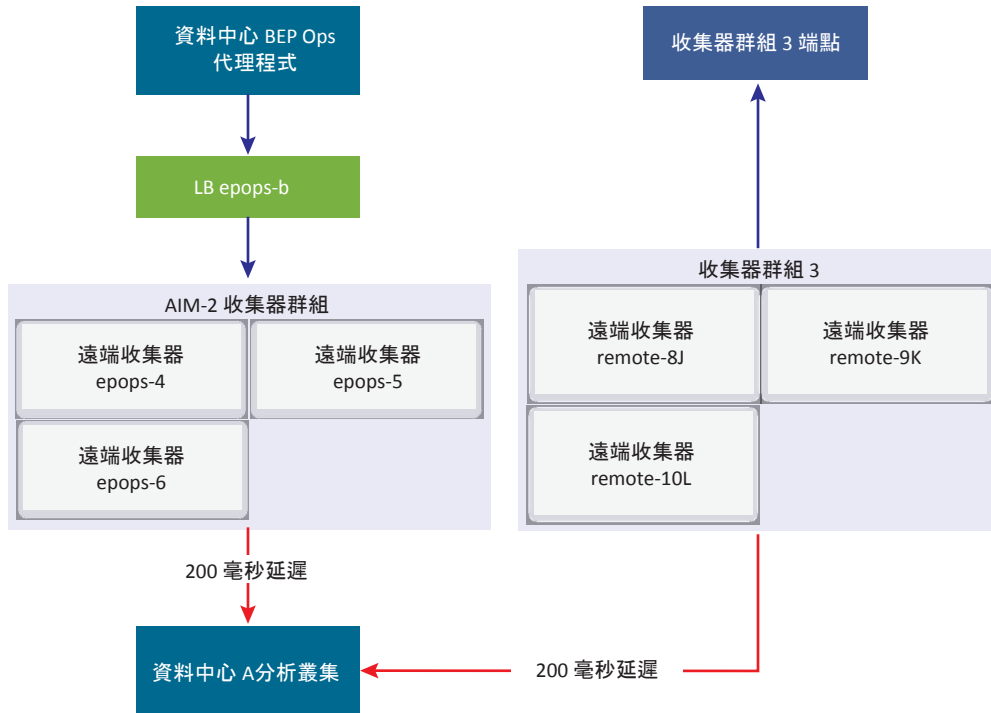 資料中心 BEP Ops
代理程式
LB epops-b
AIM-2 收集器群組
遠端收集器
epops-4
遠端收集器
epops-5
遠端收集器
epops-6
200 毫秒延遲
資料中心 A分析叢集
收集器群組 3 端點
收集器群組 3
遠端收集器
remote-8J
遠端收集器
remote-9K
遠端收集器
remote-10L
200 毫秒延遲